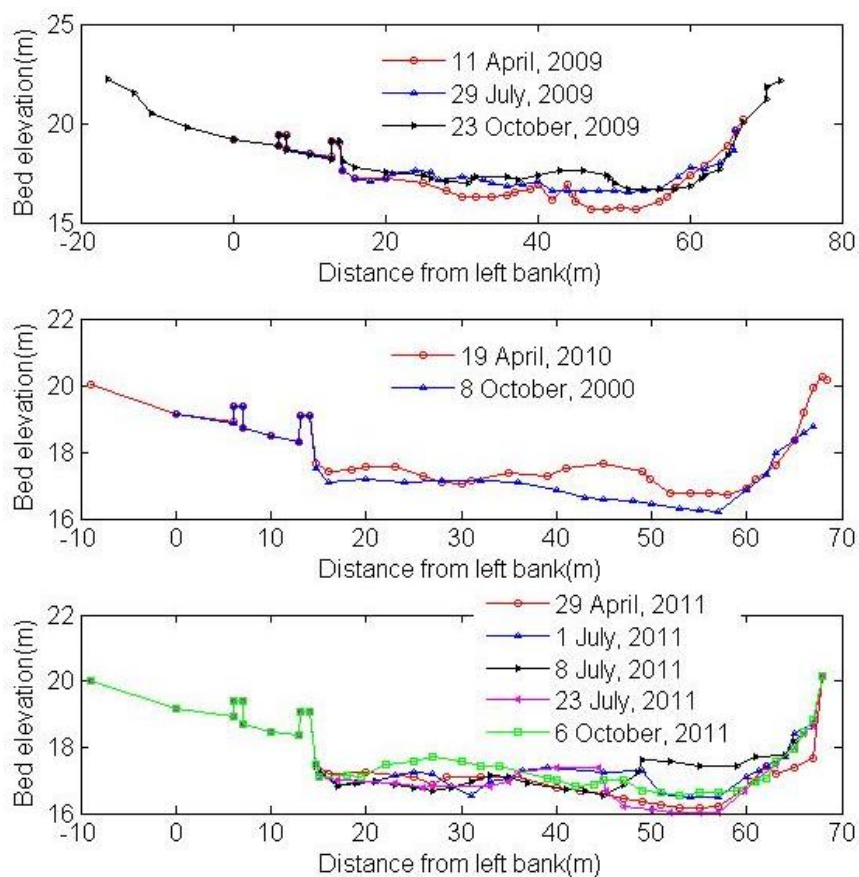 25
20
15
Bed elevation(m)
11 April, 2009
29 July, 2009
23 October, 2009
-20 0 20 40 60 80
Distance from left bank(m)
22
20
18
16
Bed elevation(m)
19 April, 2010
8 October, 2000
-10 0 10 20 30 40 50 60 70
Distance from left bank(m)
22
20
18
16
Bed elevation(m)
29 April, 2011
1 July, 2011
8 July, 2011
23 July, 2011
6 October, 2011
-10 0 10 20 30 40 50 60 70
Distance from left bank(m)